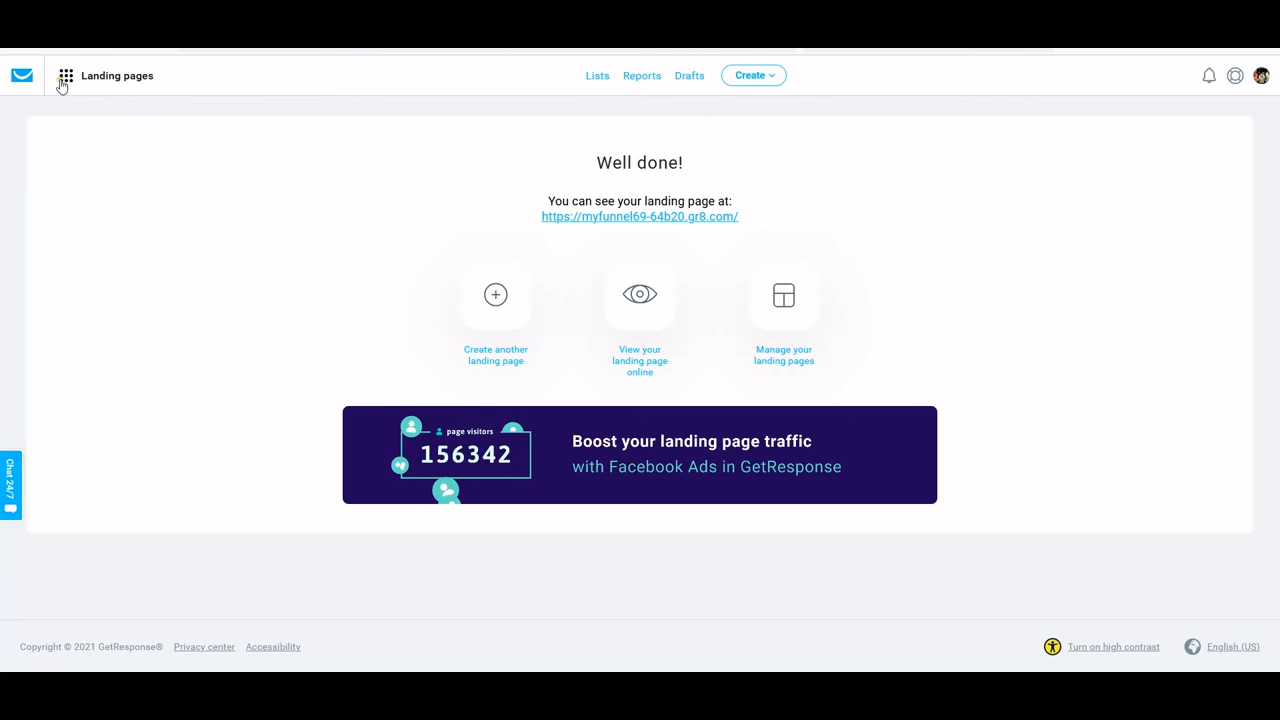 Landing pages
Lists
Reports
Drafts
Create
Well done!
You can see your landing page at:
https://myfunnel69-64b20.gr8.com/
Create another
landing page
View your
landing page
online
Manage your
landing pages
page visitors
156342
Boost your landing page traffic
with Facebook Ads in GetResponse
Chat 24/7
Copyright © 2021 GetResponse®
Privacy center
Accessibility
Turn on high contrast
English (US)